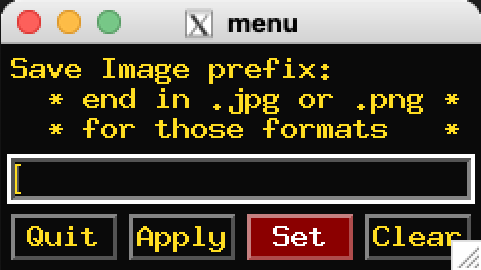 menu
Save Image prefix:
* end in .jpg or .png *
* for those formats *
[
Quit Apply Set Clear